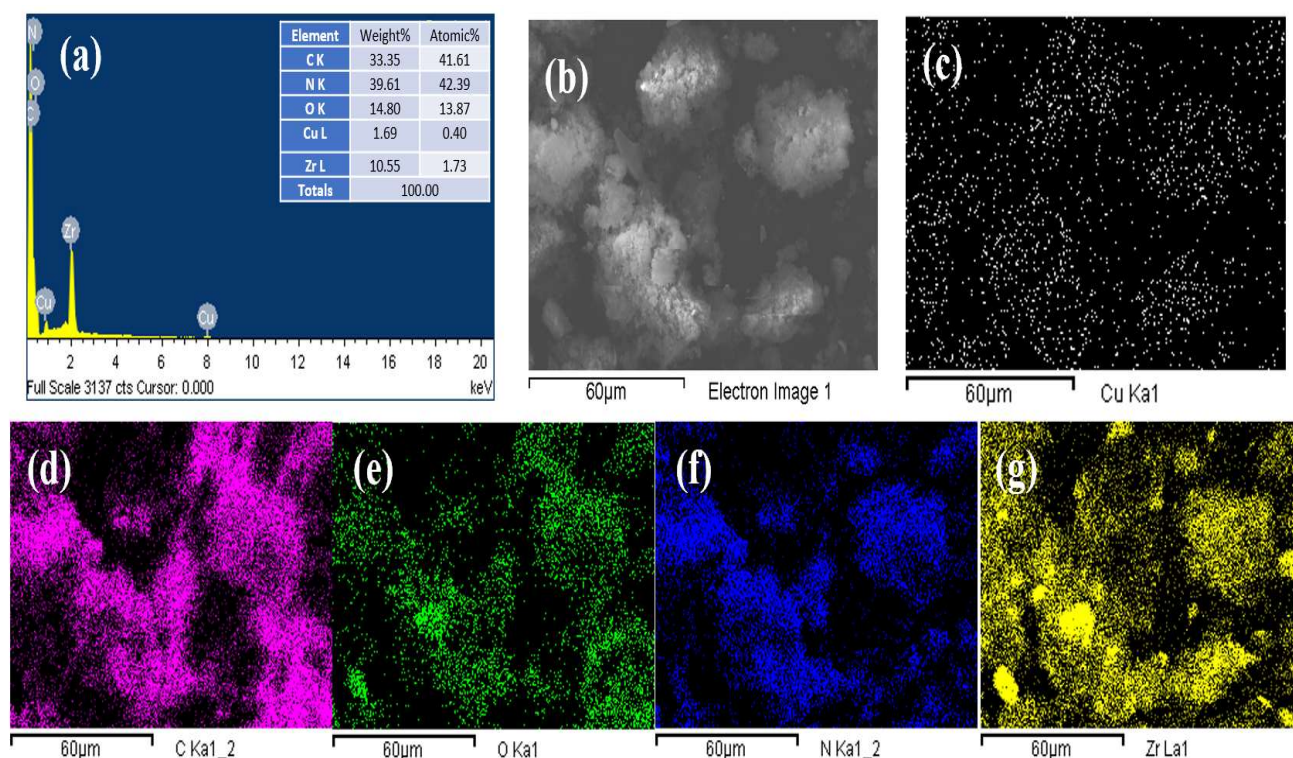 (a)
N
O
C
Cu
Zr
Cu
Element Weight% Atomic%
C K 33.35 41.61
N K 39.61 42.39
O K 14.80 13.87
Cu L 1.69 0.40
Zr L 10.55 1.73
Totals 100.00
2 4 6 8 10 12 14 16 18 20
Full Scale 3137 cts Cursor: 0.000 keV
(b)
60µm Electron Image 1
(c)
60µm Cu Ka1
(d)
60µm C Ka1_2
(e)
60µm O Ka1
(f)
60µm N Ka1_2
(g)
60µm Zr La1